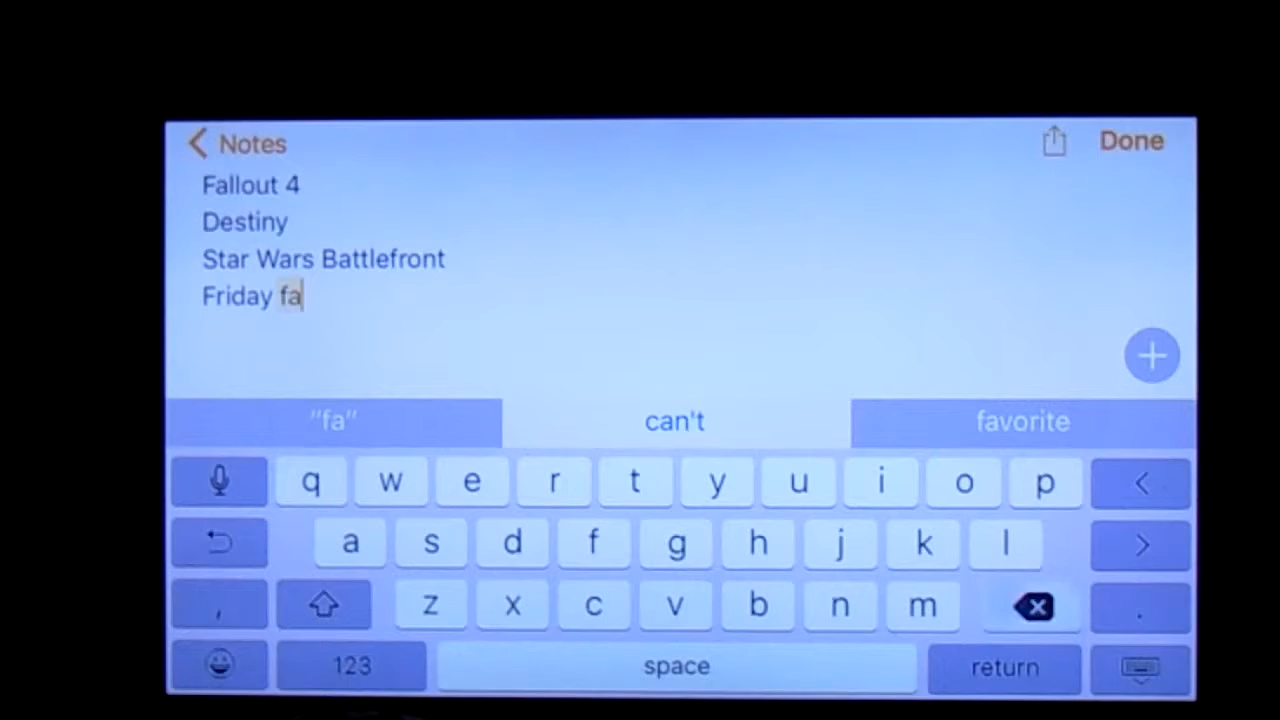 Notes
Done
Fallout 4
Destiny
Star Wars Battlefront
Friday fa
"fa" can't favorite
q w e r t y u i o p <
a s d f g h j k l >
, z x c v b n m .
123 space return